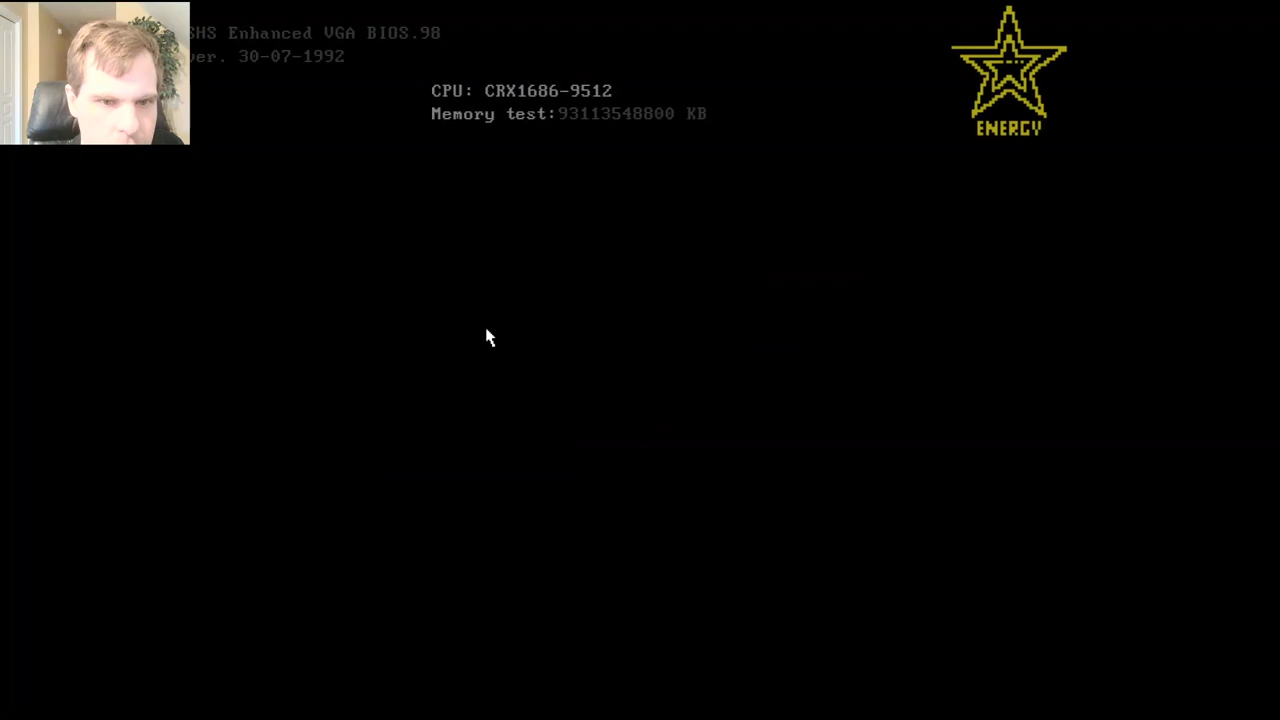 SHS Enhanced VGA BIOS.98
ver. 30-07-1992
CPU: CRX1686-9512
Memory test:93113548800 KB
ENERGY